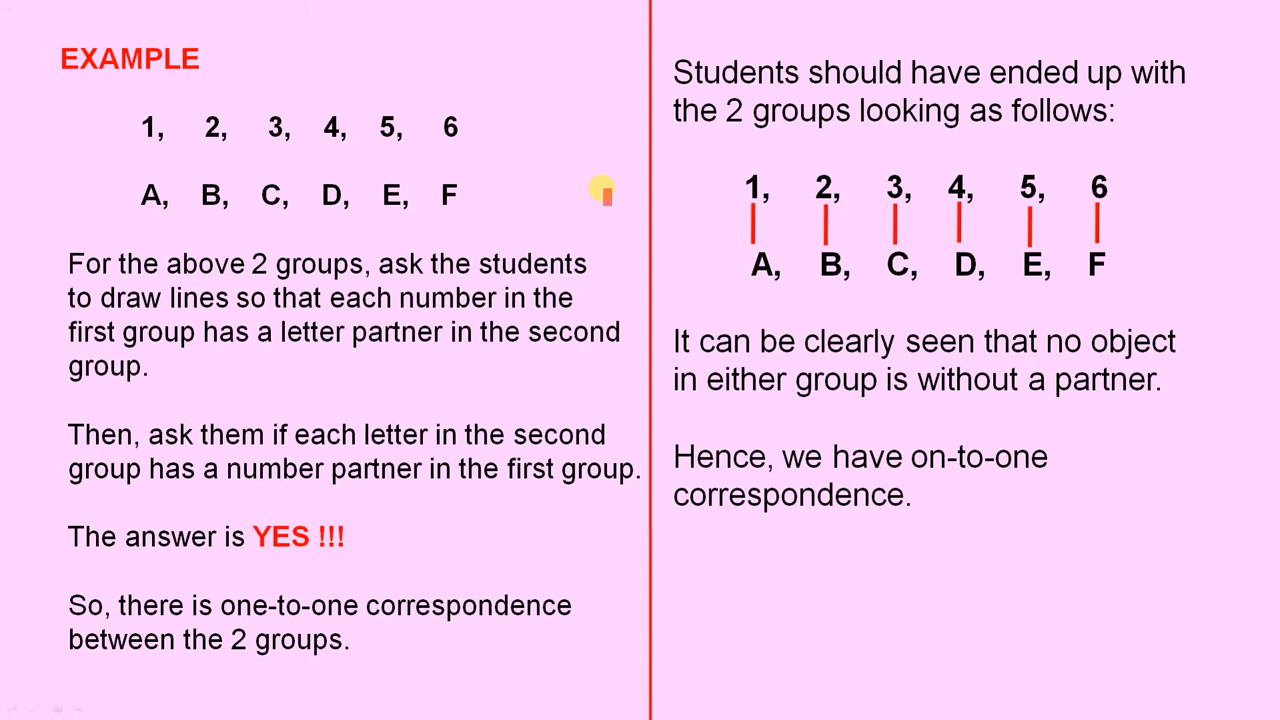 EXAMPLE
1, 2, 3, 4, 5, 6
A, B, C, D, E, F
For the above 2 groups, ask the students
to draw lines so that each number in the
first group has a letter partner in the second
group.
Then, ask them if each letter in the second
group has a number partner in the first group.
The answer is YES !!!
So, there is one-to-one correspondence
between the 2 groups.
Students should have ended up with
the 2 groups looking as follows:
1, 2, 3, 4, 5, 6
A, B, C, D, E, F
It can be clearly seen that no object
in either group is without a partner.
Hence, we have on-to-one
correspondence.